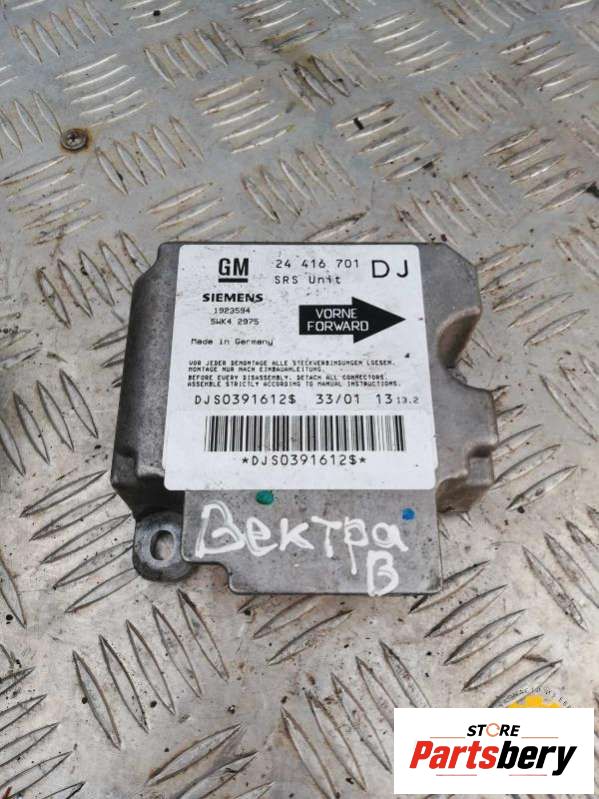 GM 24 416 701 DJ
SRS Unit
SIEMENS
1923594
5WK4 2975
VORNE
FORWARD
Made in Germany
VOR JEDER DEMONTAGE ALLE STECKVERBINDUNGEN LOESEN.
MONTAGE NUR NACH EINBAUANLEITUNG.
BEFORE EVERY DISASSEMBLY. DETACH ALL CONNECTORS.
ASSEMBLE STRICTLY ACCORDING TO MANUAL INSTRUCTIONS.
DJS0391612$ 33/01 13 13.2
*DJS0391612$*
Вектра
В
STORE
Partsbery